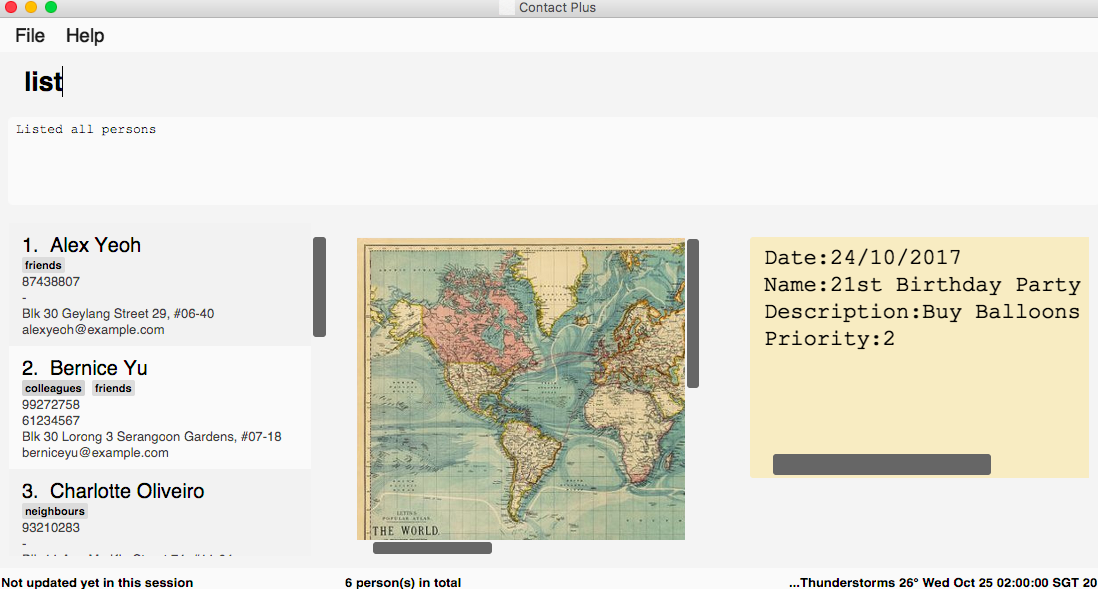 Contact Plus
File Help
list
Listed all persons
1. Alex Yeoh
friends
87438807
-
Blk 30 Geylang Street 29, #06-40
alexyeoh@example.com
2. Bernice Yu
colleagues friends
99272758
61234567
Blk 30 Lorong 3 Serangoon Gardens, #07-18
berniceyu@example.com
3. Charlotte Oliveiro
neighbours
93210283
-
LETTS'S
POPULAR ATLAS.
THE WORLD.
Date:24/10/2017
Name:21st Birthday Party
Description:Buy Balloons
Priority:2
Not updated yet in this session
6 person(s) in total
...Thunderstorms 26° Wed Oct 25 02:00:00 SGT 20